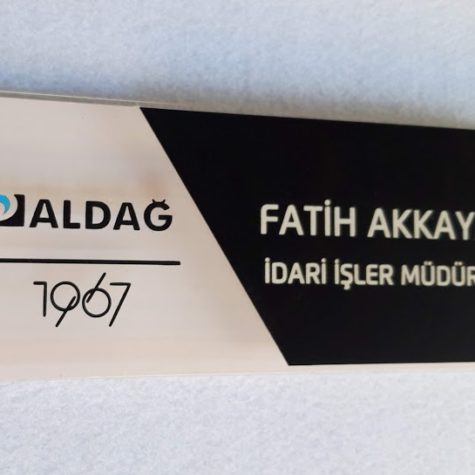 ALDAĞ
1967
FATİH AKKAY
İDARİ İŞLER MÜDÜR